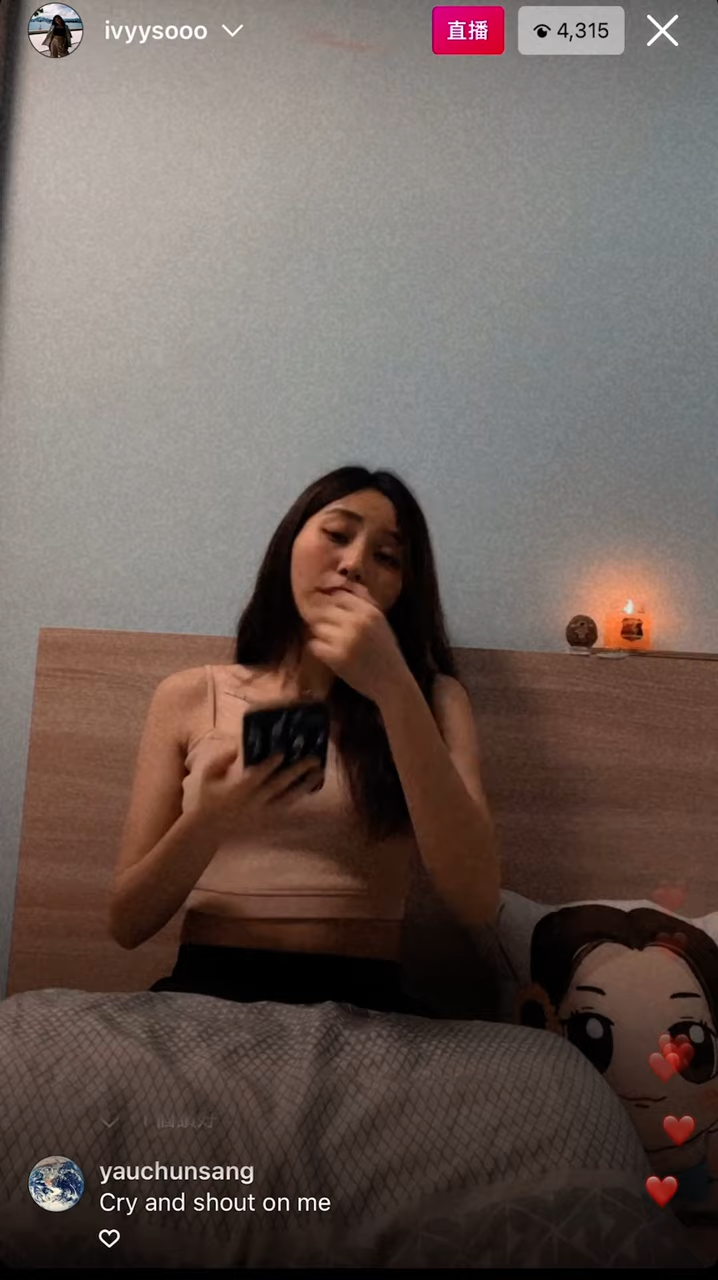 ivyysooo
直播
4,315
yauchunsang
Cry and shout on me